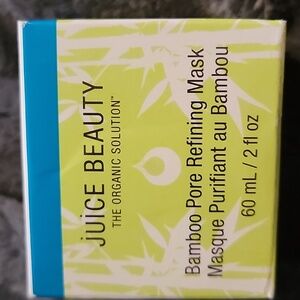 JUICE BEAUTY
THE ORGANIC SOLUTION™
Bamboo Pore Refining Mask
Masque Purifiant au Bambou
60 mL / 2 fl oz